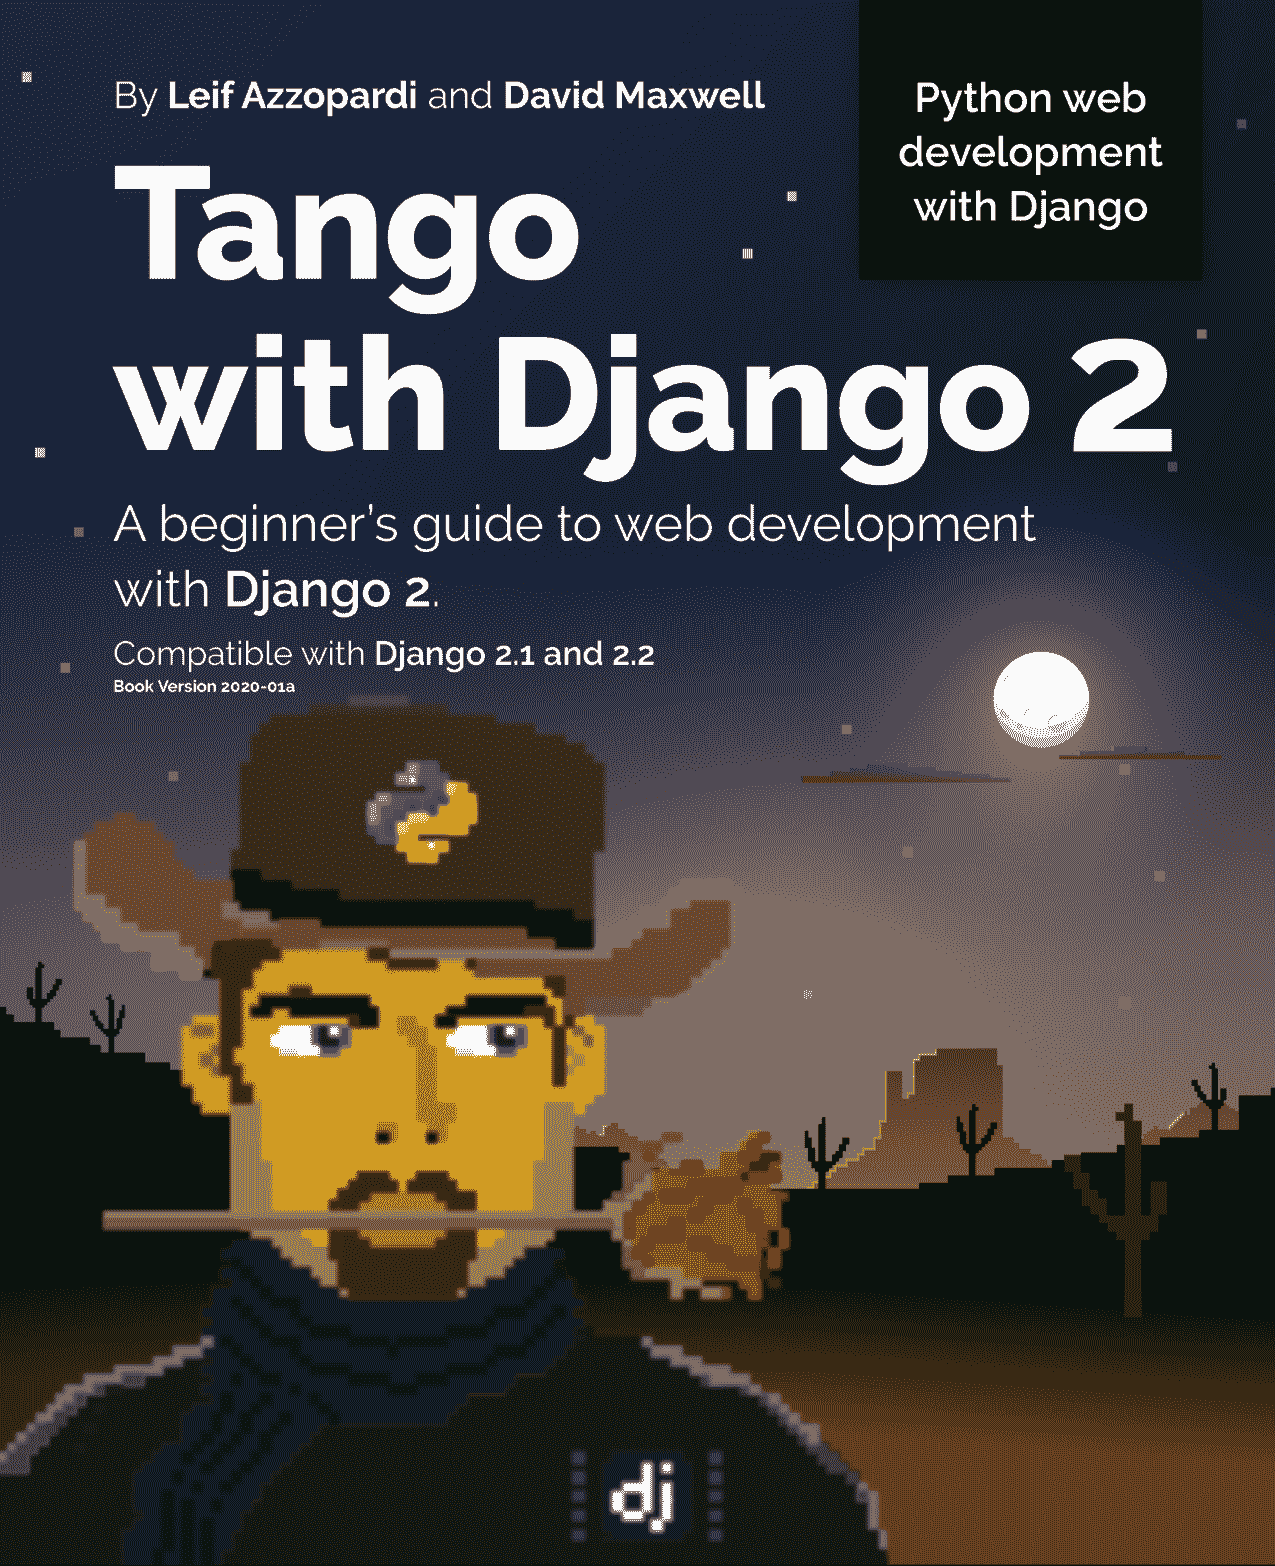 By Leif Azzopardi and David Maxwell
Python web
development
with Django
Tango
with Django 2
A beginner’s guide to web development
with Django 2.
Compatible with Django 2.1 and 2.2
Book Version 2020-01a
dj